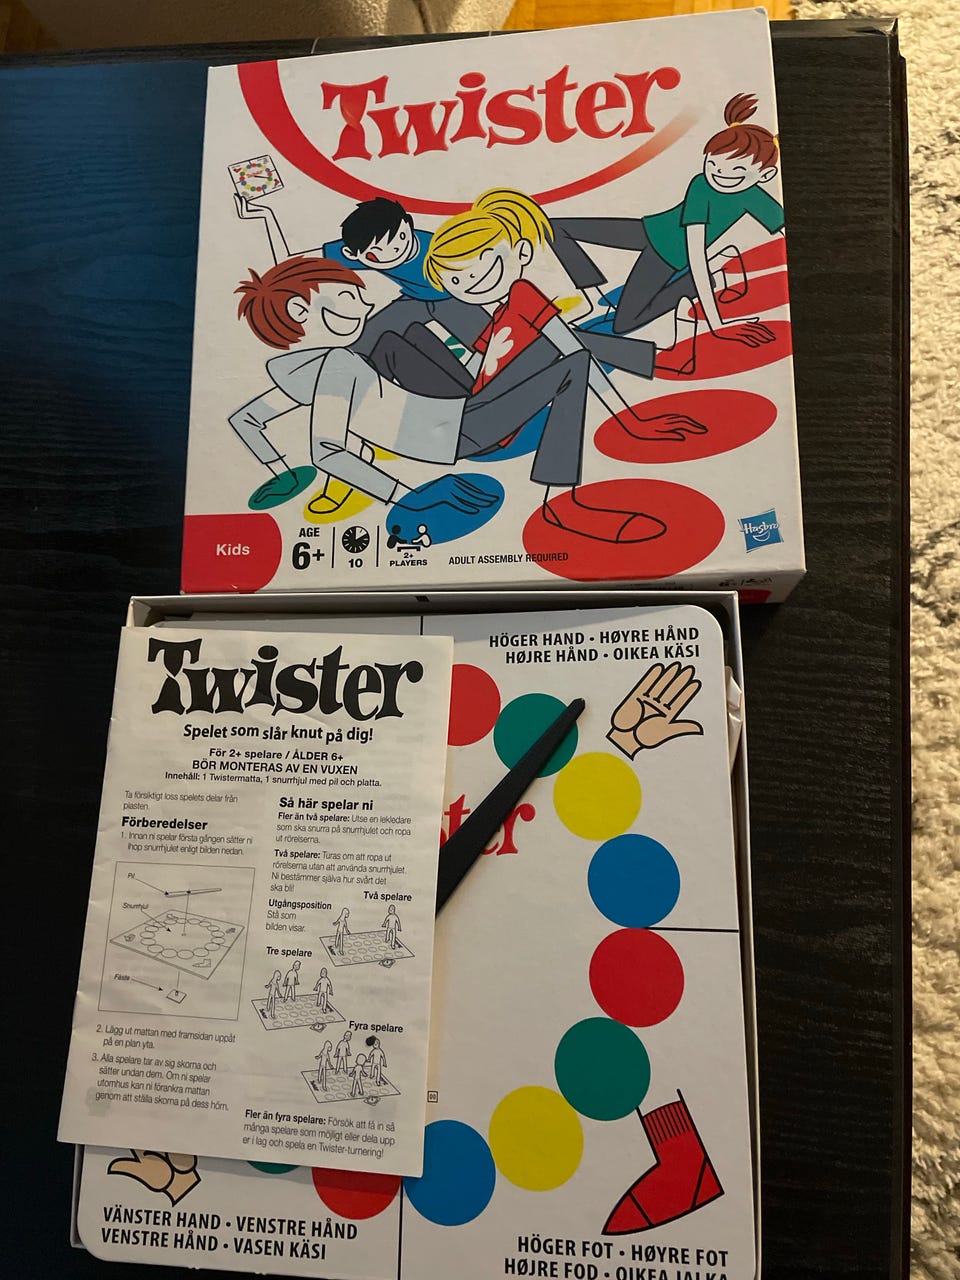 Twister
Kids
AGE
6+
10
2+
PLAYERS
ADULT ASSEMBLY REQUIRED
Hasbro
Twister
Spelet som slår knut på dig!
För 2+ spelare / ÅLDER 6+
BÖR MONTERAS AV EN VUXEN
Innehåll: 1 Twistermatta, 1 snurrhjul med pil och platta.
Ta försiktigt loss spelets delar från
plasten.
Förberedelser
1. Innan ni spelar första gången sätter ni
ihop snurrhjulet enligt bilden nedan.
Pil
Snurrhjul
Fäste
2. Lägg ut mattan med framsidan uppåt
på en plan yta.
3. Alla spelare tar av sig skorna och
sätter undan dem. Om ni spelar
utomhus kan ni förankra mattan
genom att ställa skorna på dess hörn.
Så här spelar ni
Fler än två spelare: Utse en lekledare
som ska snurra på snurrhjulet och ropa
ut rörelserna.
Två spelare: Turas om att ropa ut
rörelserna utan att använda snurrhjulet.
Ni bestämmer själva hur svårt det
ska bli!
Två spelare
Utgångsposition
Stå som
bilden visar.
Tre spelare
Fyra spelare
Fler än fyra spelare: Försök att få in så
många spelare som möjligt eller dela upp
er i lag och spela en Twister-turnering!
HÖGER HAND • HØYRE HÅND
HØJRE HÅND • OIKEA KÄSI
ter
VÄNSTER HAND • VENSTRE HÅND
VENSTRE HÅND • VASEN KÄSI
HÖGER FOT • HØYRE FOT
HØJRE FOD • OIKEA JALKA